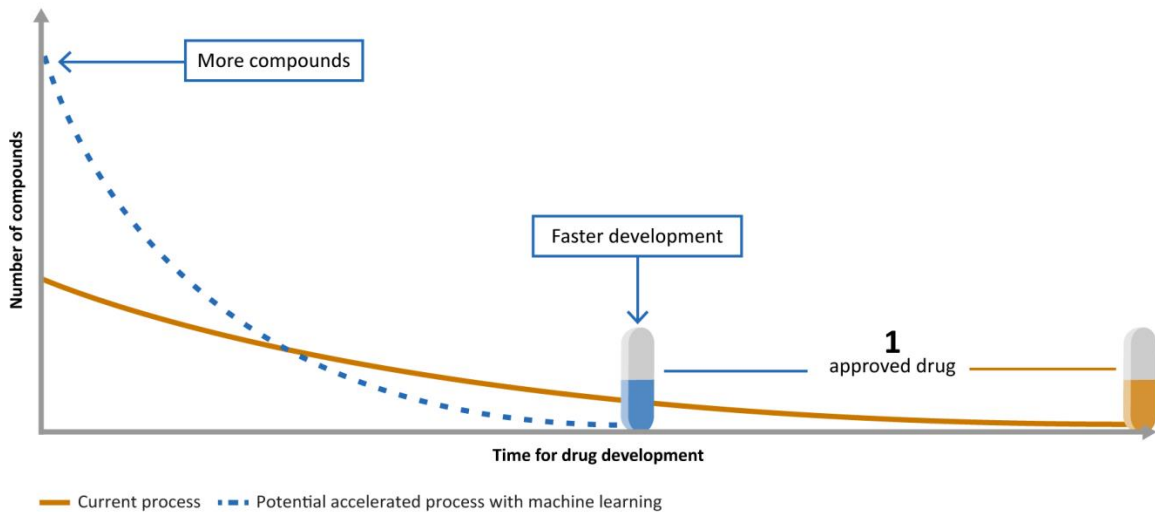 More compounds
Number of compounds
Faster development
1
approved drug
Time for drug development
Current process
Potential accelerated process with machine learning